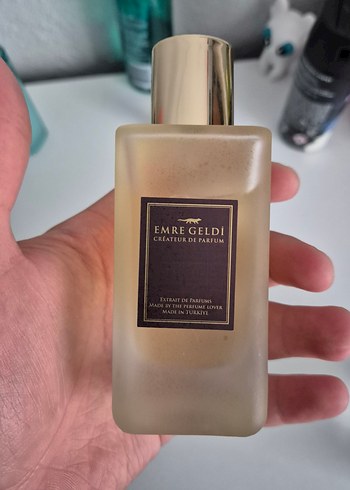 EMRE GELDİ
CRÉATEUR DE PARFUM
EXTRAIT DE PARFUMS
MADE BY THE PERFUME LOVER
MADE IN TÜRKİYE